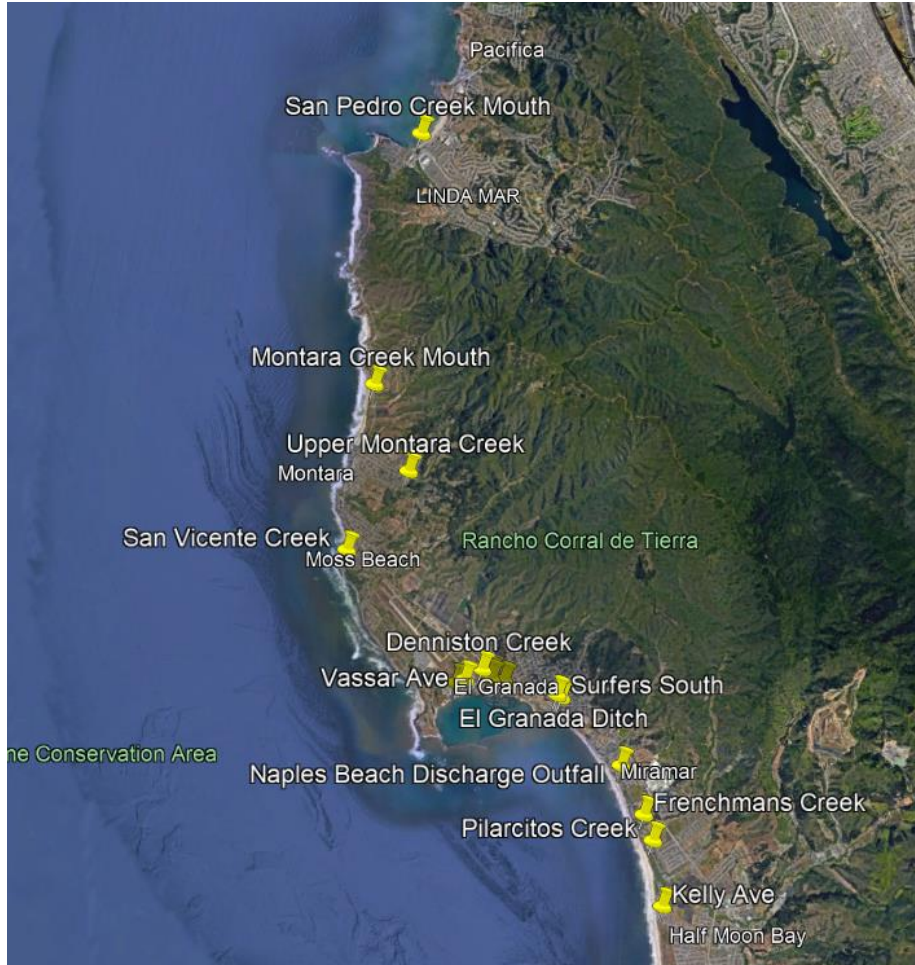 Pacifica
San Pedro Creek Mouth
LINDA MAR
Montara Creek Mouth
Upper Montara Creek
Montara
San Vicente Creek
Moss Beach
Rancho Corral de Tierra
Denniston Creek
Vassar Ave
El Granada
Surfers South
El Granada Ditch
ne Conservation Area
Naples Beach Discharge Outfall
Miramar
Frenchmans Creek
Pilarcitos Creek
Kelly Ave
Half Moon Bay